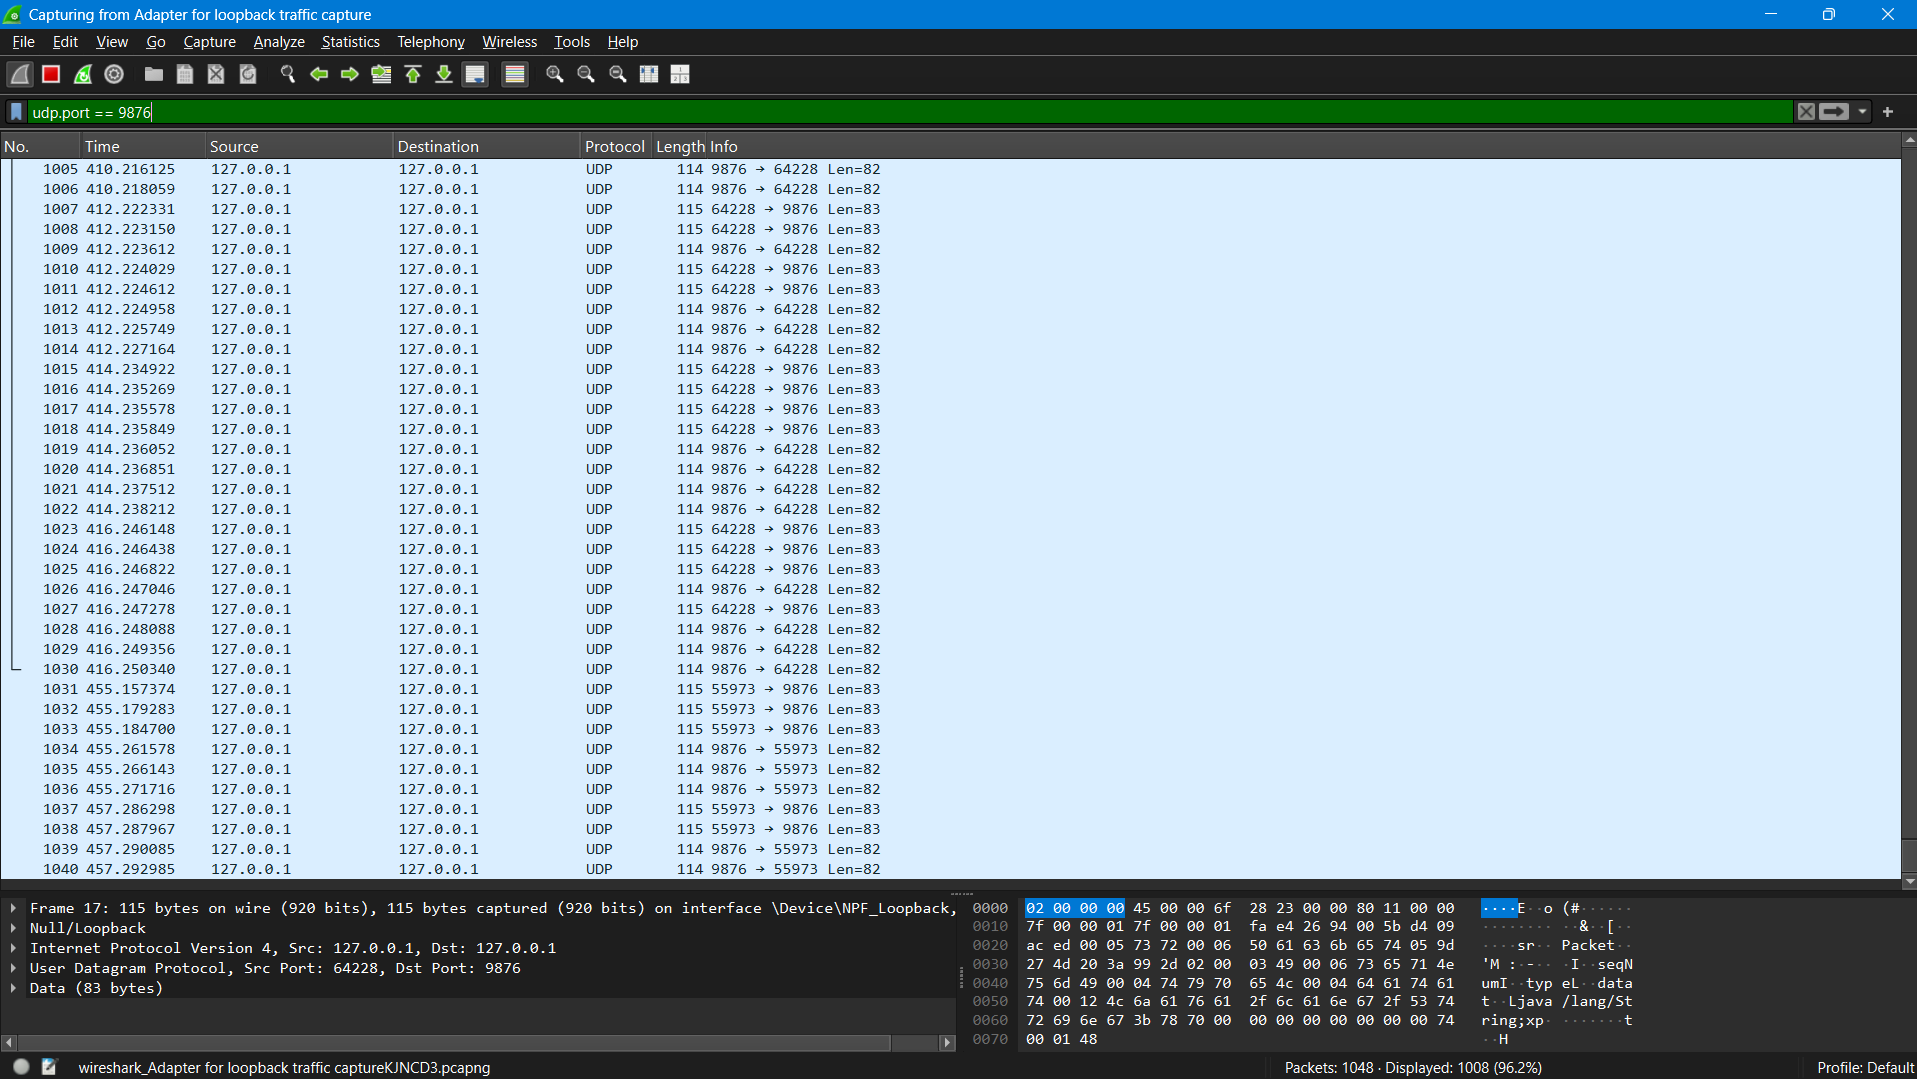 Capturing from Adapter for loopback traffic capture
File Edit View Go Capture Analyze Statistics Telephony Wireless Tools Help
udp.port == 9876
No. Time Source Destination Protocol Length Info
1005 410.216125 127.0.0.1 127.0.0.1 UDP 114 9876 → 64228 Len=82
1006 410.218059 127.0.0.1 127.0.0.1 UDP 114 9876 → 64228 Len=82
1007 412.222331 127.0.0.1 127.0.0.1 UDP 115 64228 → 9876 Len=83
1008 412.223150 127.0.0.1 127.0.0.1 UDP 115 64228 → 9876 Len=83
1009 412.223612 127.0.0.1 127.0.0.1 UDP 114 9876 → 64228 Len=82
1010 412.224029 127.0.0.1 127.0.0.1 UDP 115 64228 → 9876 Len=83
1011 412.224612 127.0.0.1 127.0.0.1 UDP 115 64228 → 9876 Len=83
1012 412.224958 127.0.0.1 127.0.0.1 UDP 114 9876 → 64228 Len=82
1013 412.225749 127.0.0.1 127.0.0.1 UDP 114 9876 → 64228 Len=82
1014 412.227164 127.0.0.1 127.0.0.1 UDP 114 9876 → 64228 Len=82
1015 414.234922 127.0.0.1 127.0.0.1 UDP 115 64228 → 9876 Len=83
1016 414.235269 127.0.0.1 127.0.0.1 UDP 115 64228 → 9876 Len=83
1017 414.235578 127.0.0.1 127.0.0.1 UDP 115 64228 → 9876 Len=83
1018 414.235849 127.0.0.1 127.0.0.1 UDP 115 64228 → 9876 Len=83
1019 414.236052 127.0.0.1 127.0.0.1 UDP 114 9876 → 64228 Len=82
1020 414.236851 127.0.0.1 127.0.0.1 UDP 114 9876 → 64228 Len=82
1021 414.237512 127.0.0.1 127.0.0.1 UDP 114 9876 → 64228 Len=82
1022 414.238212 127.0.0.1 127.0.0.1 UDP 114 9876 → 64228 Len=82
1023 416.246148 127.0.0.1 127.0.0.1 UDP 115 64228 → 9876 Len=83
1024 416.246438 127.0.0.1 127.0.0.1 UDP 115 64228 → 9876 Len=83
1025 416.246822 127.0.0.1 127.0.0.1 UDP 115 64228 → 9876 Len=83
1026 416.247046 127.0.0.1 127.0.0.1 UDP 114 9876 → 64228 Len=82
1027 416.247278 127.0.0.1 127.0.0.1 UDP 115 64228 → 9876 Len=83
1028 416.248088 127.0.0.1 127.0.0.1 UDP 114 9876 → 64228 Len=82
1029 416.249356 127.0.0.1 127.0.0.1 UDP 114 9876 → 64228 Len=82
1030 416.250340 127.0.0.1 127.0.0.1 UDP 114 9876 → 64228 Len=82
1031 455.157374 127.0.0.1 127.0.0.1 UDP 115 55973 → 9876 Len=83
1032 455.179283 127.0.0.1 127.0.0.1 UDP 115 55973 → 9876 Len=83
1033 455.184700 127.0.0.1 127.0.0.1 UDP 115 55973 → 9876 Len=83
1034 455.261578 127.0.0.1 127.0.0.1 UDP 114 9876 → 55973 Len=82
1035 455.266143 127.0.0.1 127.0.0.1 UDP 114 9876 → 55973 Len=82
1036 455.271716 127.0.0.1 127.0.0.1 UDP 114 9876 → 55973 Len=82
1037 457.286298 127.0.0.1 127.0.0.1 UDP 115 55973 → 9876 Len=83
1038 457.287967 127.0.0.1 127.0.0.1 UDP 115 55973 → 9876 Len=83
1039 457.290085 127.0.0.1 127.0.0.1 UDP 114 9876 → 55973 Len=82
1040 457.292985 127.0.0.1 127.0.0.1 UDP 114 9876 → 55973 Len=82
Frame 17: 115 bytes on wire (920 bits), 115 bytes captured (920 bits) on interface \Device\NPF_Loopback,
Null/Loopback
Internet Protocol Version 4, Src: 127.0.0.1, Dst: 127.0.0.1
User Datagram Protocol, Src Port: 64228, Dst Port: 9876
Data (83 bytes)
0000 02 00 00 00 45 00 00 6f 28 23 00 00 80 11 00 00 ····E··o (#······
0010 7f 00 00 01 7f 00 00 01 fa e4 26 94 00 5b d4 09 ········ ··&··[··
0020 ac ed 00 05 73 72 00 06 50 61 63 6b 65 74 05 9d ····sr·· Packet··
0030 27 4d 20 3a 99 2d 02 00 03 49 00 06 73 65 71 4e 'M :·-·· ·I··seqN
0040 75 6d 49 00 04 74 79 70 65 4c 00 04 64 61 74 61 umI··typ eL··data
0050 74 00 12 4c 6a 61 76 61 2f 6c 61 6e 67 2f 53 74 t··Ljava /lang/St
0060 72 69 6e 67 3b 78 70 00 00 00 00 00 00 00 00 74 ring;xp· ·······t
0070 00 01 48 ··H
wireshark_Adapter for loopback traffic captureKJNCD3.pcapng
Packets: 1048 · Displayed: 1008 (96.2%)
Profile: Default